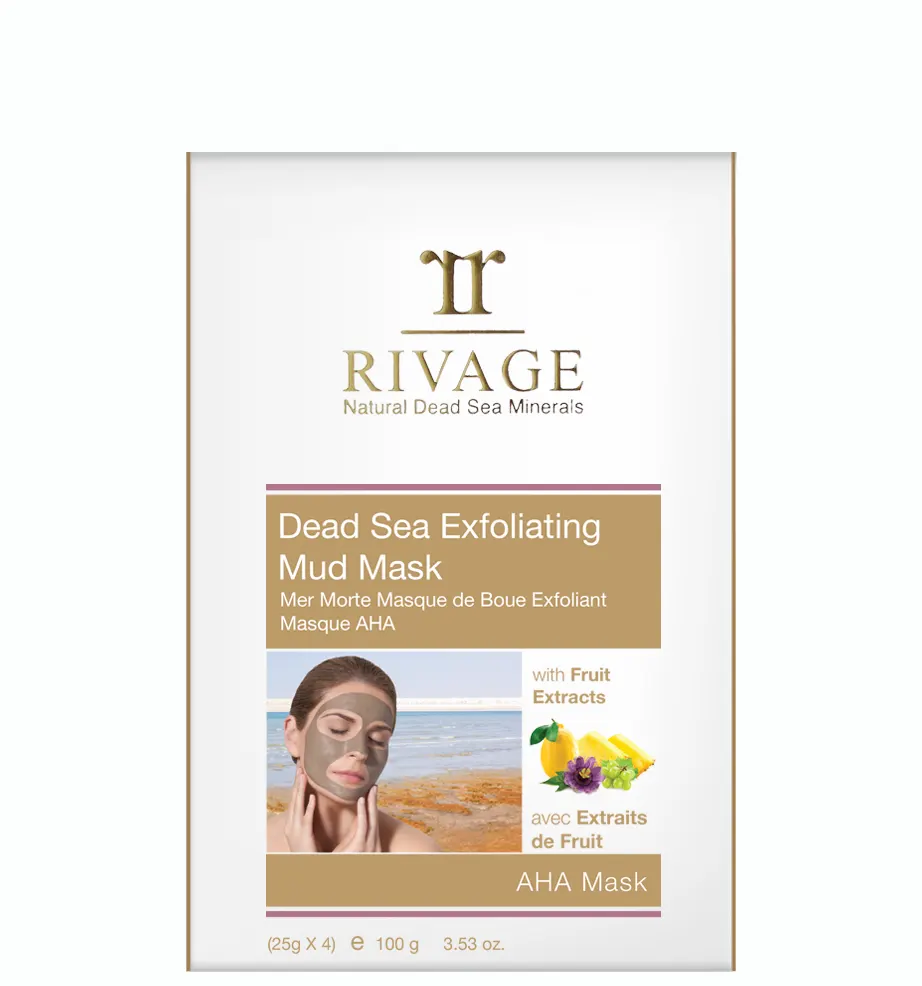 RIVAGE
Natural Dead Sea Minerals
Dead Sea Exfoliating
Mud Mask
Mer Morte Masque de Boue Exfoliant
Masque AHA
with Fruit
Extracts
avec Extraits
de Fruit
AHA Mask
(25g X 4) ℮ 100 g 3.53 oz.